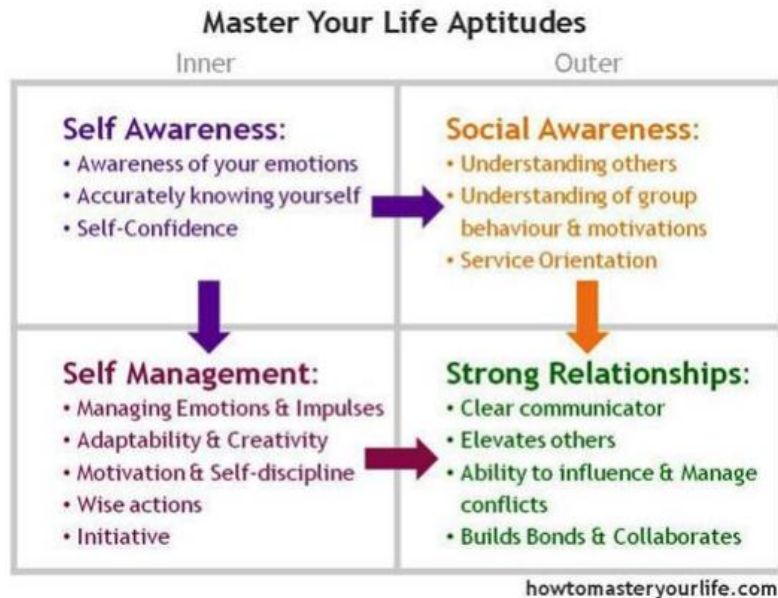 Master Your Life Aptitudes
Inner
Outer
Self Awareness:
• Awareness of your emotions
• Accurately knowing yourself
• Self-Confidence
Social Awareness:
• Understanding others
• Understanding of group
behaviour & motivations
• Service Orientation
Self Management:
• Managing Emotions & Impulses
• Adaptability & Creativity
• Motivation & Self-discipline
• Wise actions
• Initiative
Strong Relationships:
• Clear communicator
• Elevates others
• Ability to influence & Manage
conflicts
• Builds Bonds & Collaborates
howtomasteryourlife.com